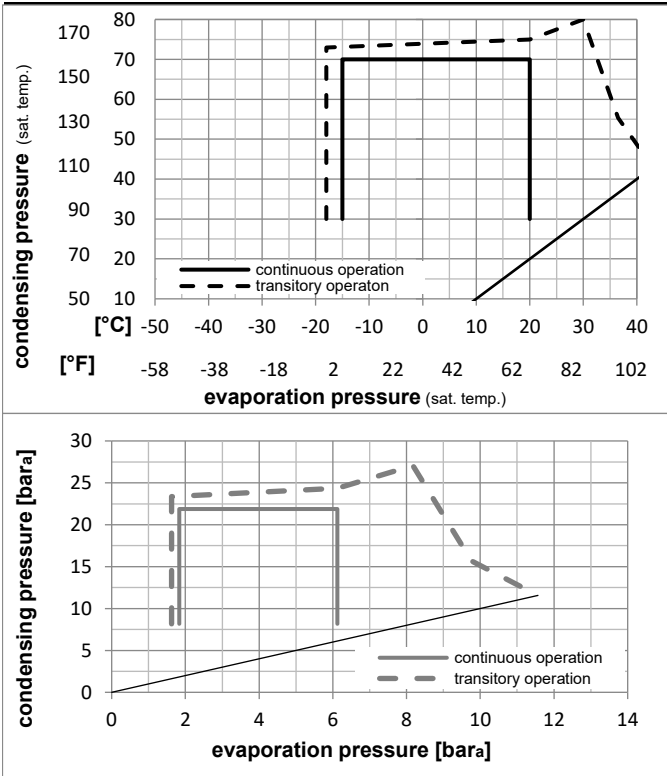 condensing pressure (sat. temp.)
170 80
70
150 60
130 50
110 40
90 30
70 20
50 10
continuous operation
transitory operaton
[°C] -50 -40 -30 -20 -10 0 10 20 30 40
[°F] -58 -38 -18 2 22 42 62 82 102
evaporation pressure (sat. temp.)
condensing pressure [bara]
30
25
20
15
10
5
0
continuous operation
transitory operation
0 2 4 6 8 10 12 14
evaporation pressure [bara]